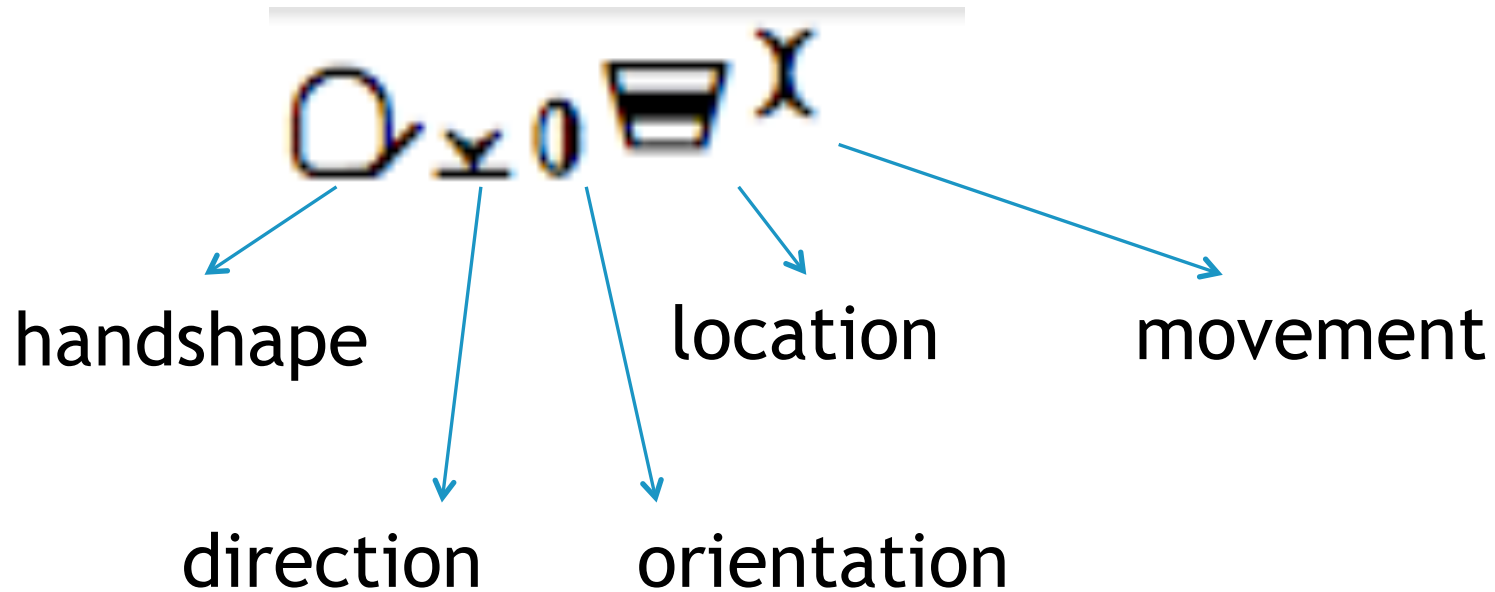 handshape
location
movement
direction
orientation